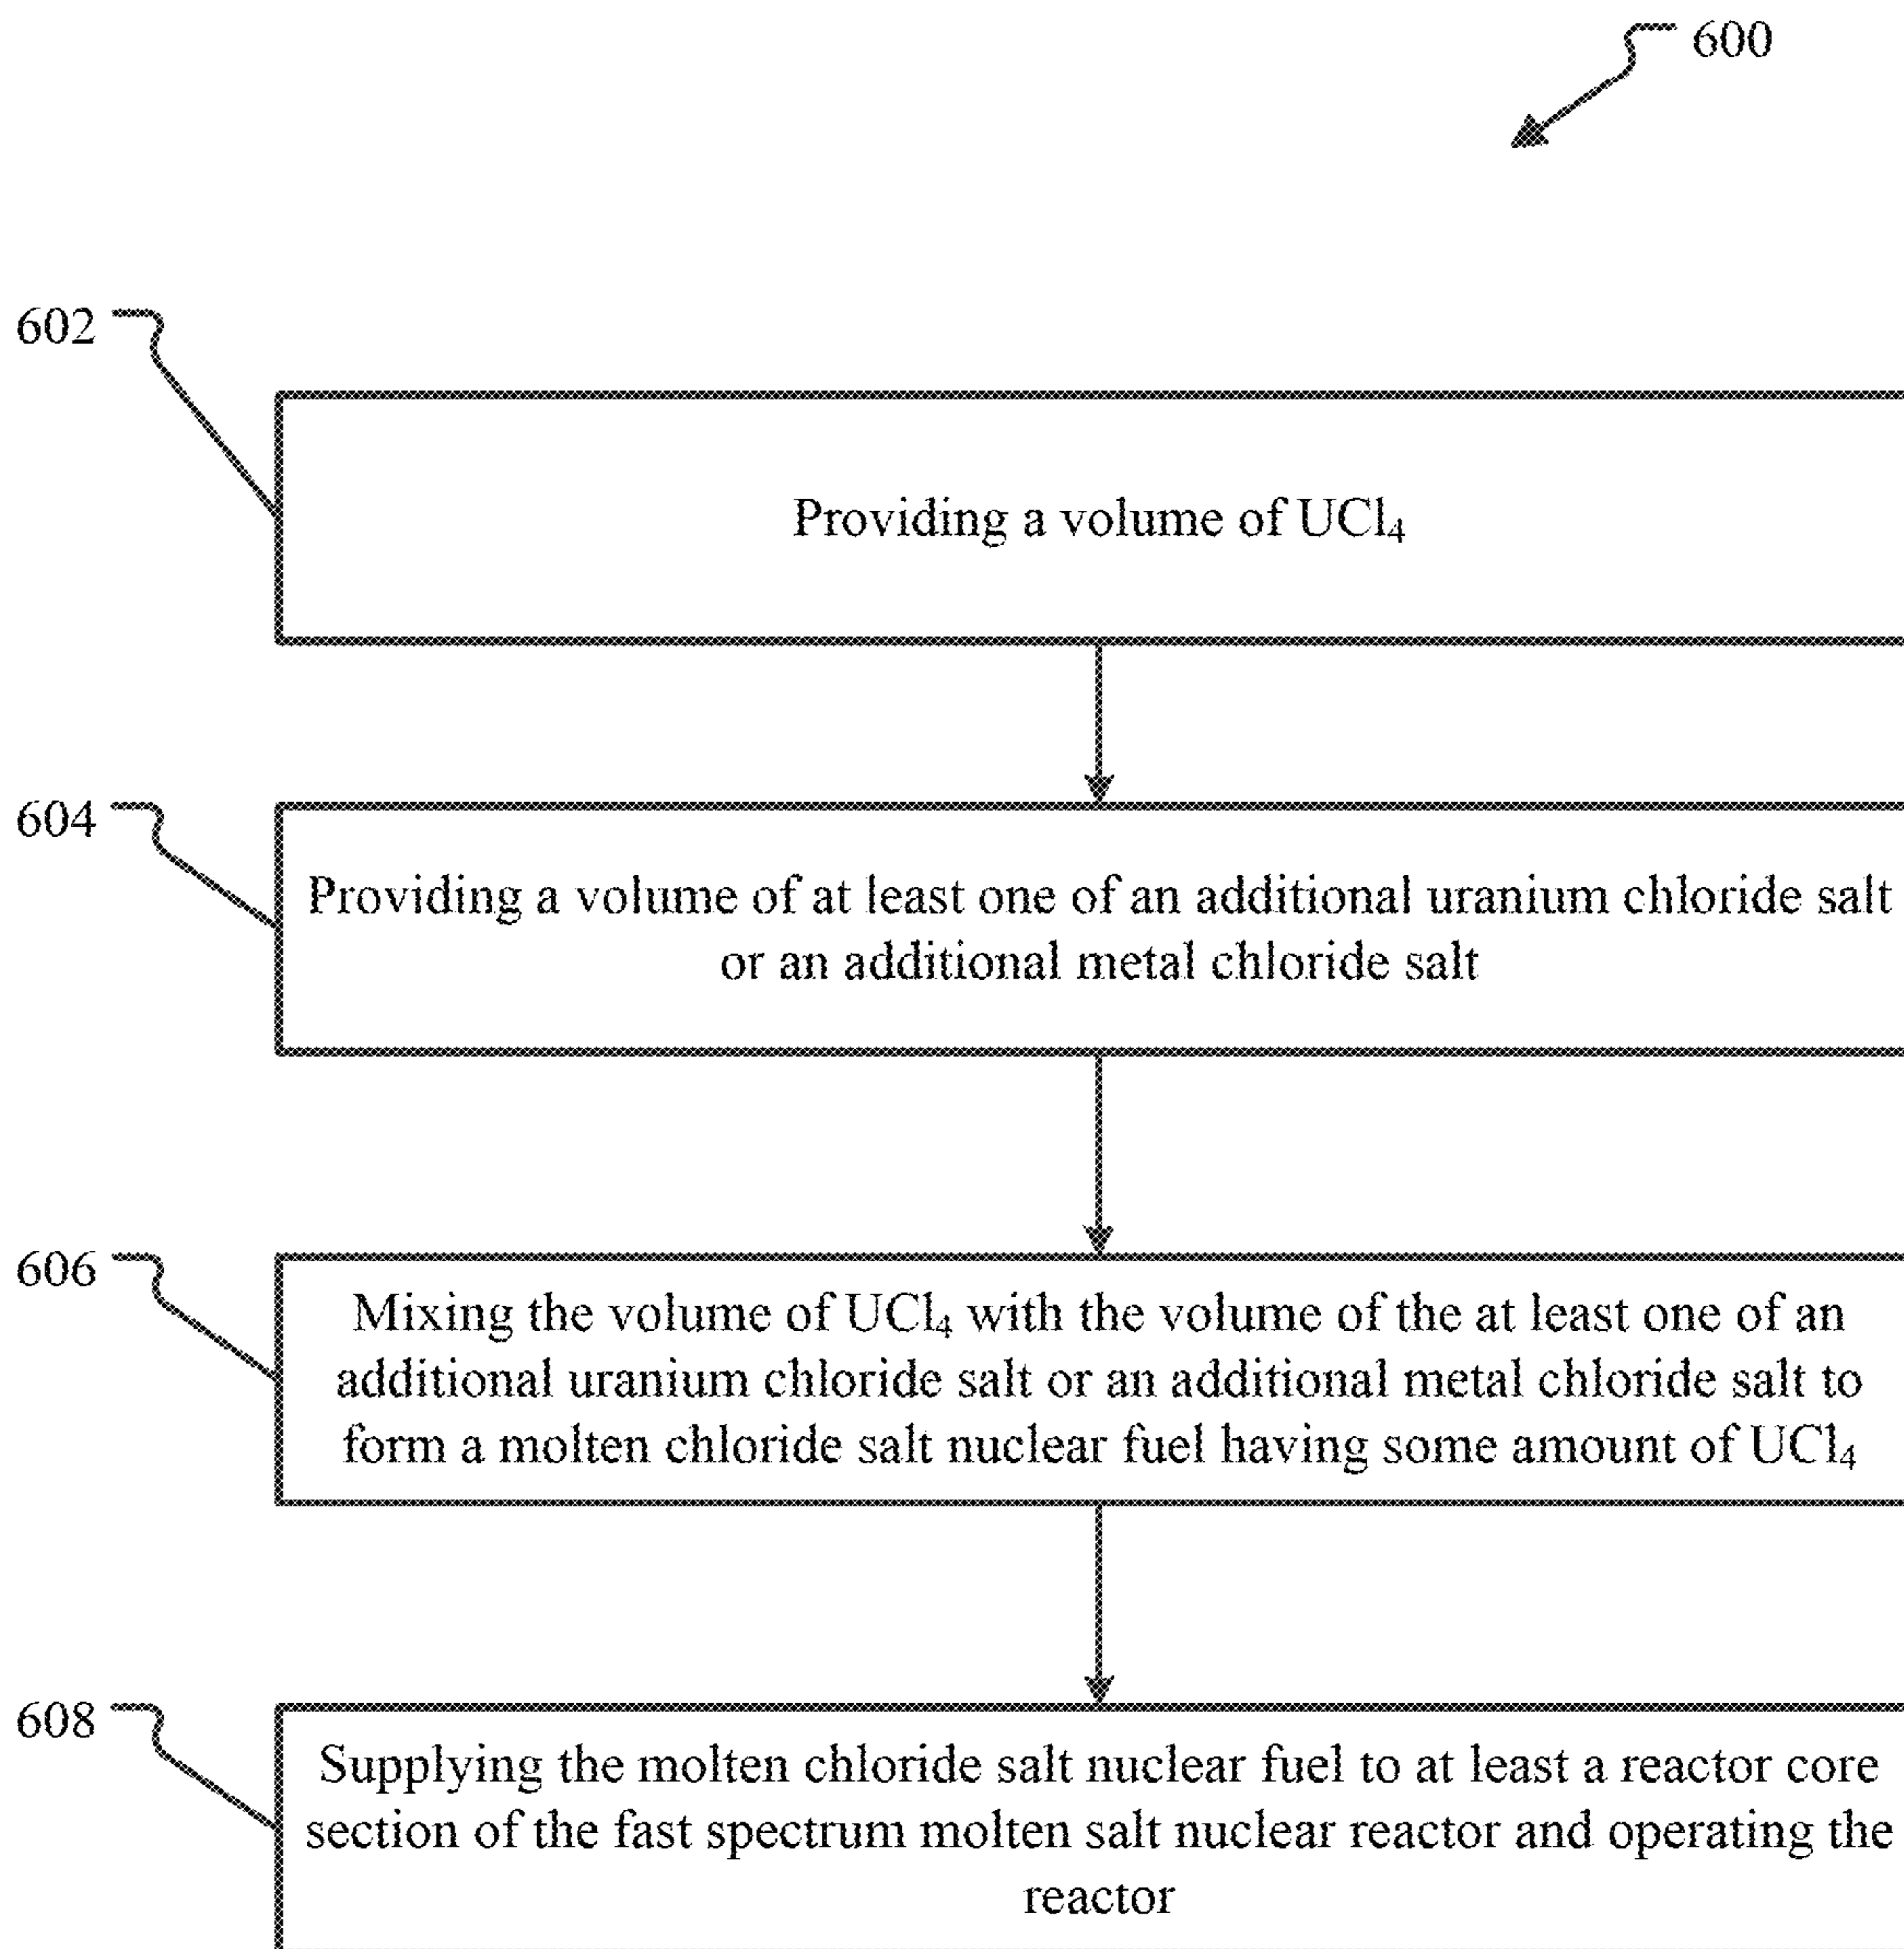 600
602
Providing a volume of UCl₄
604
Providing a volume of at least one of an additional uranium chloride salt
or an additional metal chloride salt
606
Mixing the volume of UCl₄ with the volume of the at least one of an
additional uranium chloride salt or an additional metal chloride salt to
form a molten chloride salt nuclear fuel having some amount of UCl₄
608
Supplying the molten chloride salt nuclear fuel to at least a reactor core
section of the fast spectrum molten salt nuclear reactor and operating the
reactor